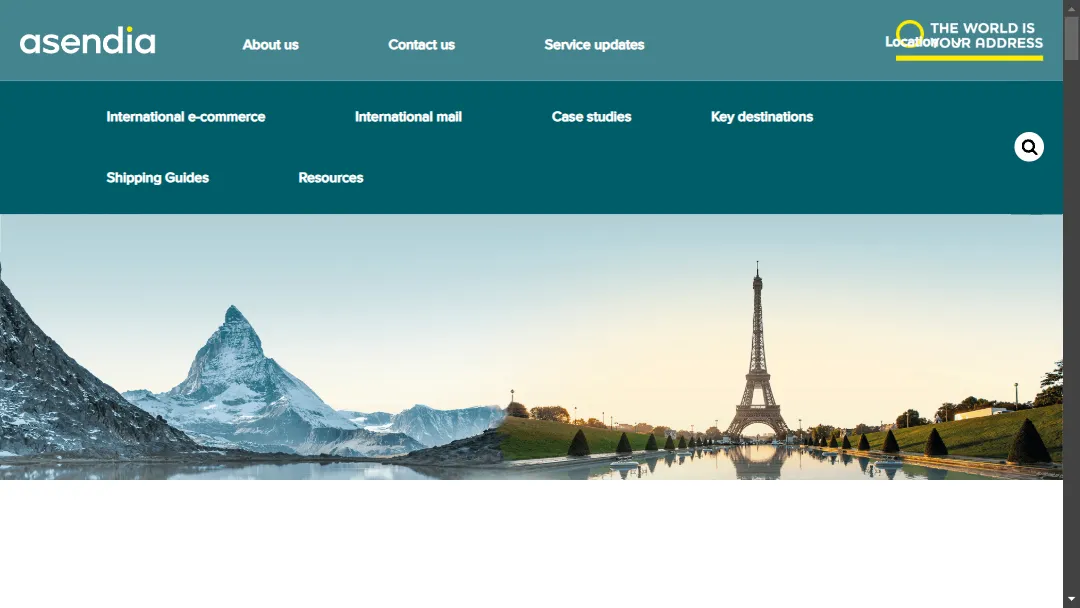 asendia
About us
Contact us
Service updates
Location
THE WORLD IS
YOUR ADDRESS
International e-commerce
International mail
Case studies
Key destinations
Shipping Guides
Resources